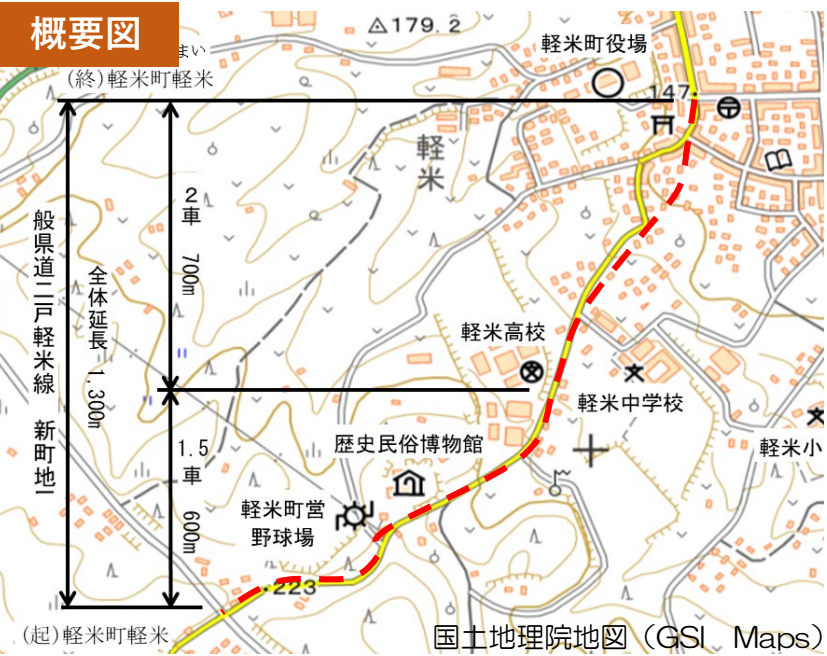 概要図
まい
(終)軽米町軽米
179.2
軽米町役場
147
軽米
2車 700m
般県道二戸軽米線 新町地
全体延長 1,300m
軽米高校
軽米中学校
1.5車 600m
歴史民俗博物館
軽米小
軽米町営
野球場
223
(起)軽米町軽米
国土地理院地図(GSI Maps)